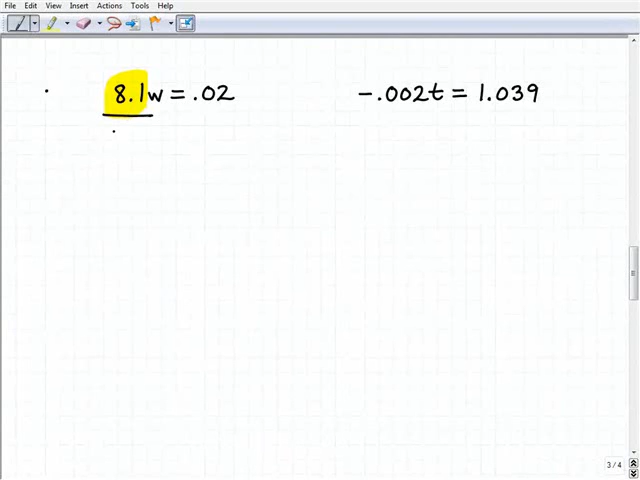 File Edit View Insert Actions Tools Help
8.1w = .02
-.002t = 1.039
3/4